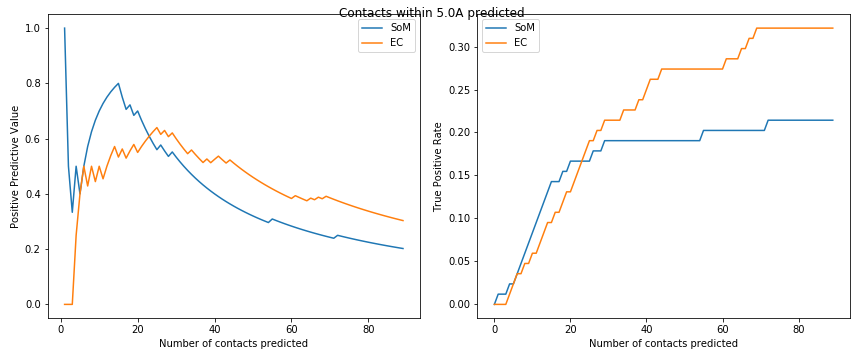 Contacts within 5.0A predicted
SoM
EC
1.0
0.8
0.6
0.4
0.2
0.0
Positive Predictive Value
0
20
40
60
80
Number of contacts predicted
SoM
EC
0.30
0.25
0.20
0.15
0.10
0.05
0.00
True Positive Rate
0
20
40
60
80
Number of contacts predicted